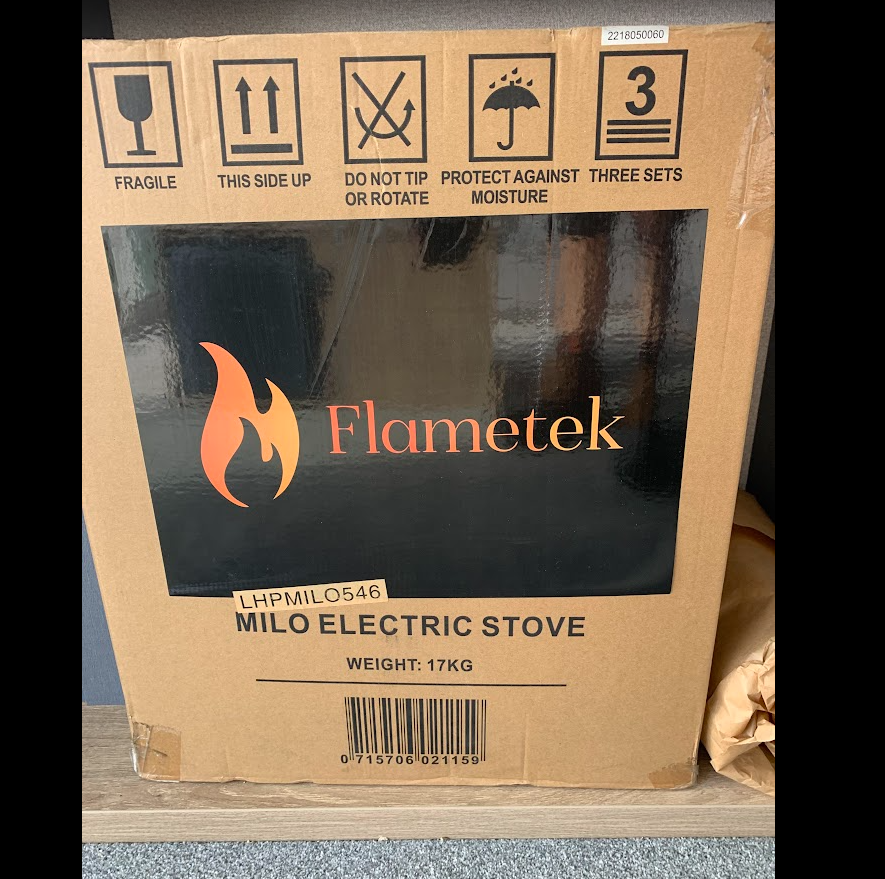 2218050060
3
FRAGILE
THIS SIDE UP
DO NOT TIP
OR ROTATE
PROTECT AGAINST
MOISTURE
THREE SETS
Flametek
LHPMILO546
MILO ELECTRIC STOVE
WEIGHT: 17KG
0 715706 021159